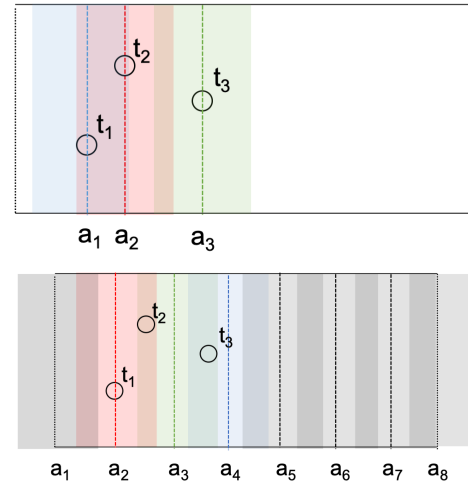 t₂
t₃
t₁
a₁ a₂ a₃
t₂
t₃
t₁
a₁ a₂ a₃ a₄ a₅ a₆ a₇ a₈